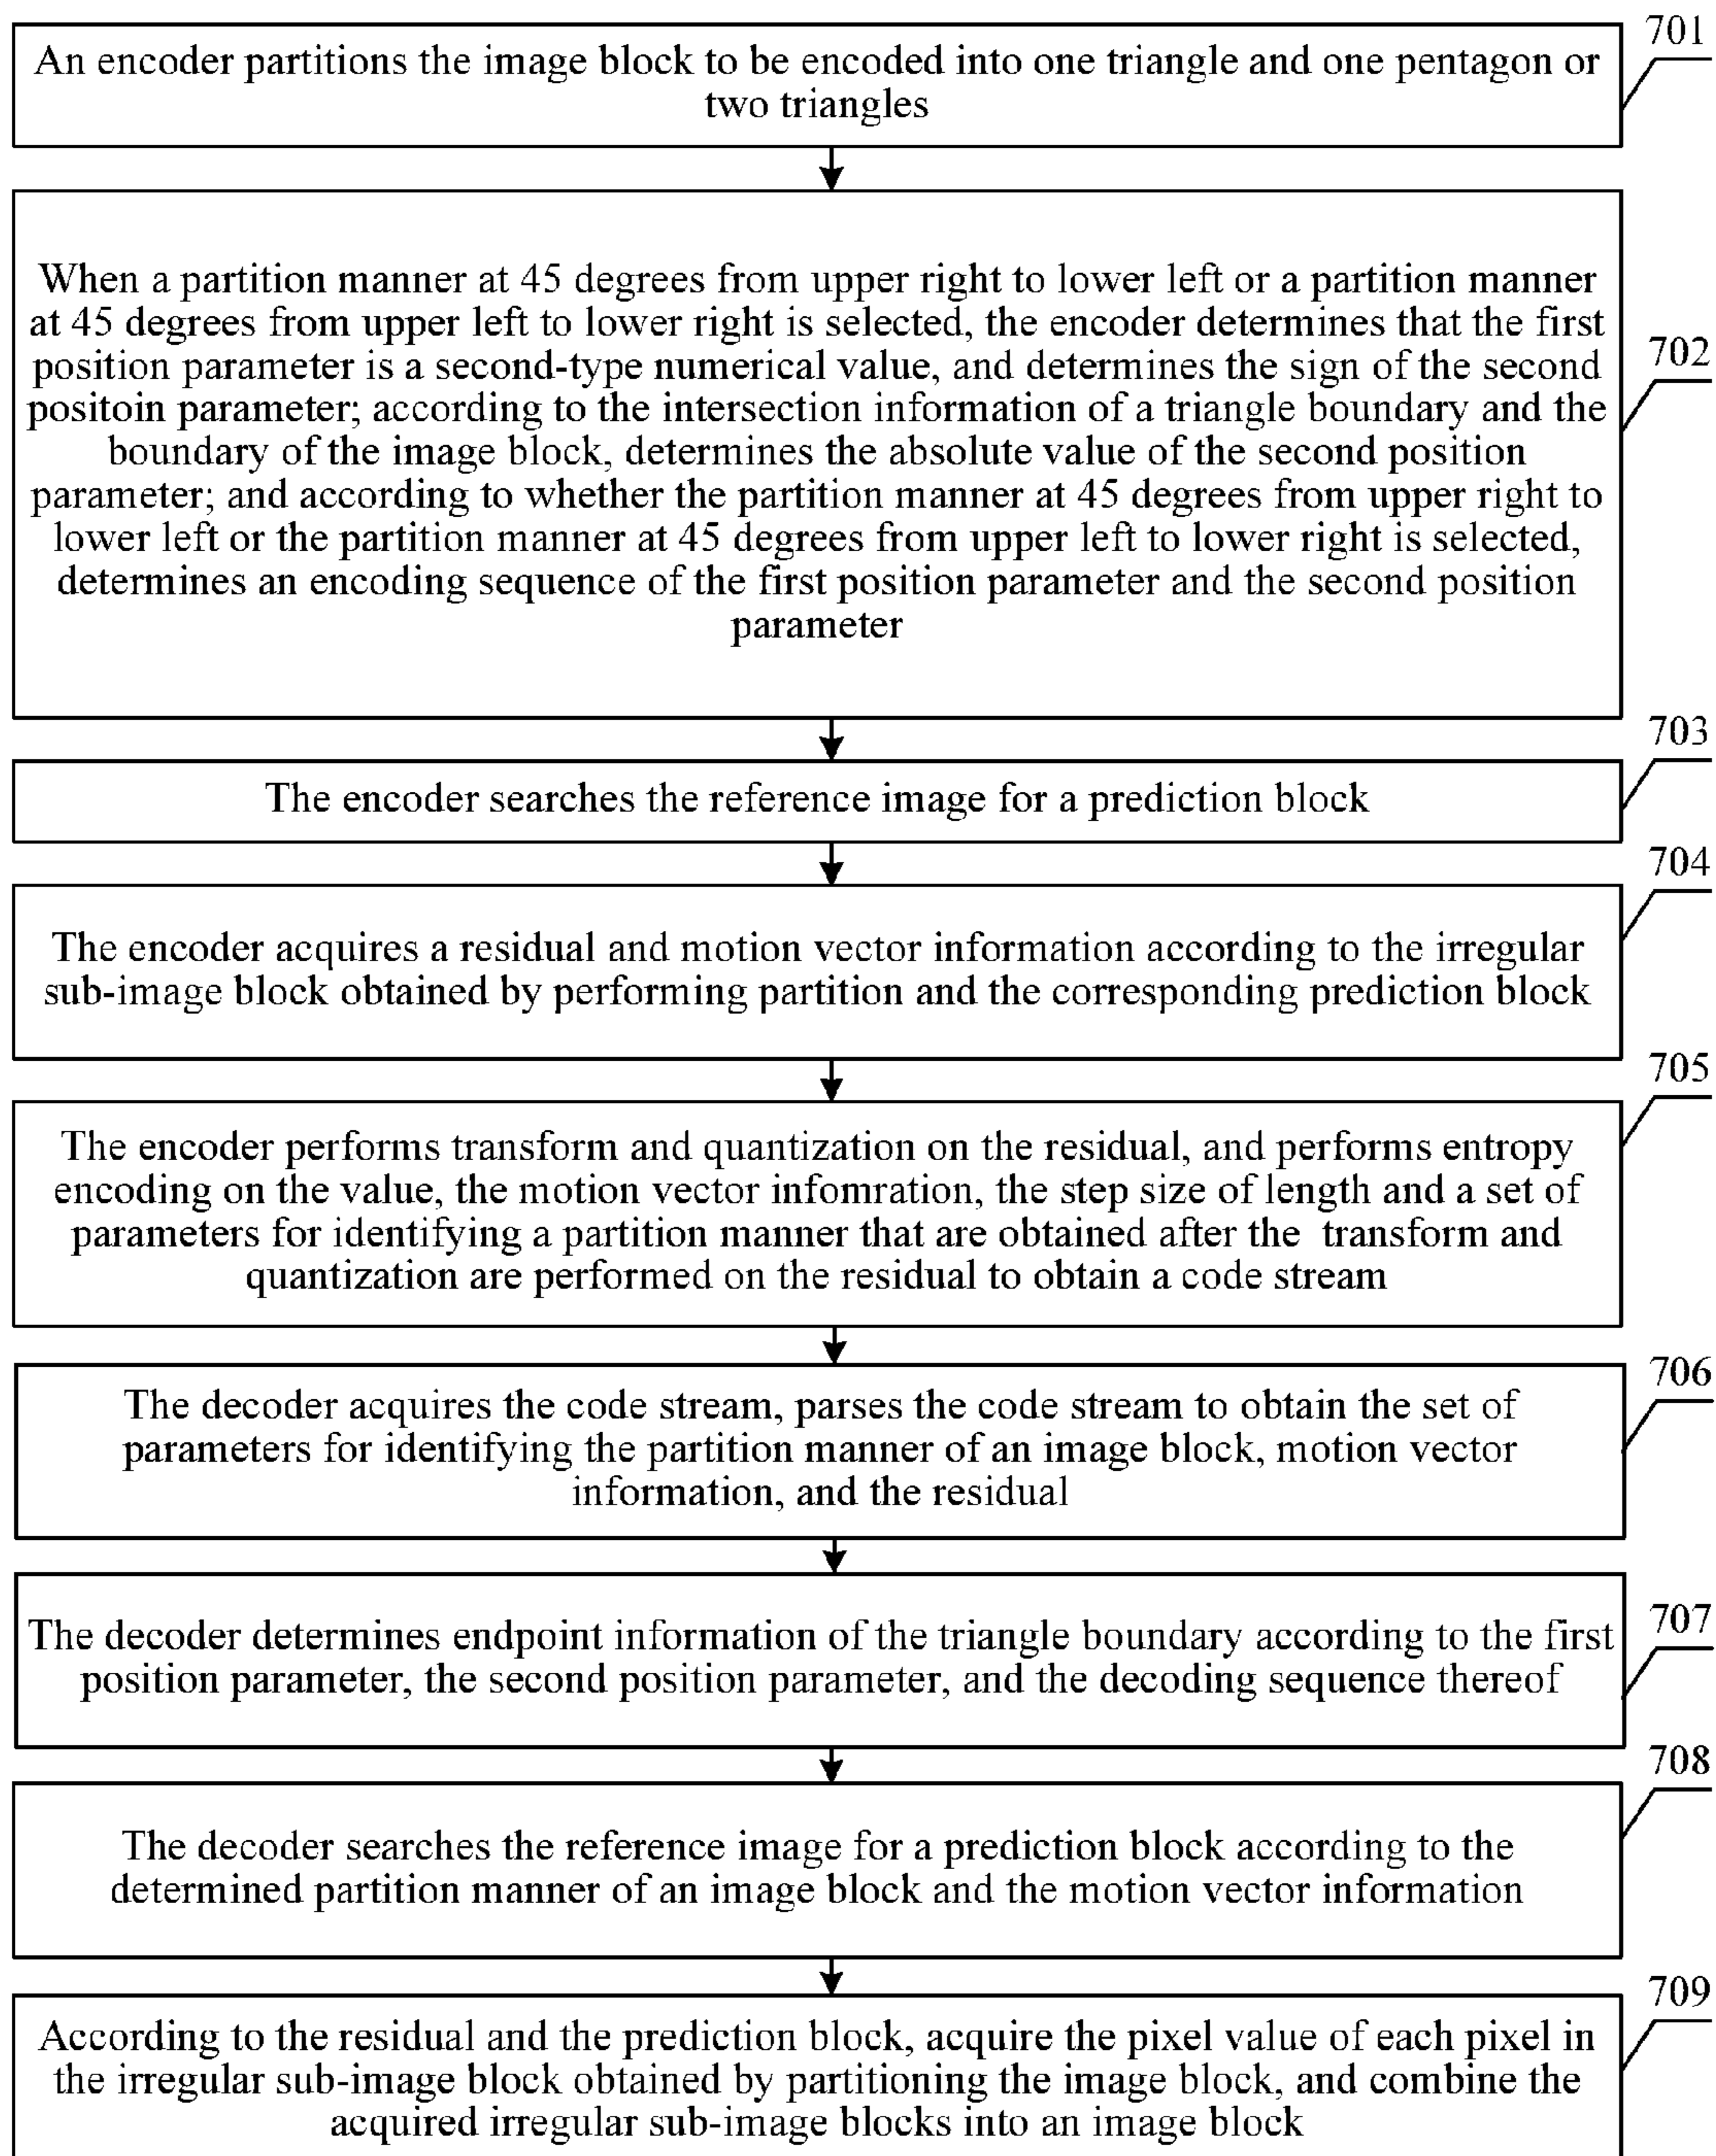 701
An encoder partitions the image block to be encoded into one triangle and one pentagon or
two triangles
702
When a partition manner at 45 degrees from upper right to lower left or a partition manner
at 45 degrees from upper left to lower right is selected, the encoder determines that the first
position parameter is a second-type numerical value, and determines the sign of the second
positoin parameter; according to the intersection information of a triangle boundary and the
boundary of the image block, determines the absolute value of the second position
parameter; and according to whether the partition manner at 45 degrees from upper right to
lower left or the partition manner at 45 degrees from upper left to lower right is selected,
determines an encoding sequence of the first position parameter and the second position
parameter
703
The encoder searches the reference image for a prediction block
704
The encoder acquires a residual and motion vector information according to the irregular
sub-image block obtained by performing partition and the corresponding prediction block
705
The encoder performs transform and quantization on the residual, and performs entropy
encoding on the value, the motion vector infomration, the step size of length and a set of
parameters for identifying a partition manner that are obtained after the transform and
quantization are performed on the residual to obtain a code stream
706
The decoder acquires the code stream, parses the code stream to obtain the set of
parameters for identifying the partition manner of an image block, motion vector
information, and the residual
707
The decoder determines endpoint information of the triangle boundary according to the first
position parameter, the second position parameter, and the decoding sequence thereof
708
The decoder searches the reference image for a prediction block according to the
determined partition manner of an image block and the motion vector information
709
According to the residual and the prediction block, acquire the pixel value of each pixel in
the irregular sub-image block obtained by partitioning the image block, and combine the
acquired irregular sub-image blocks into an image block